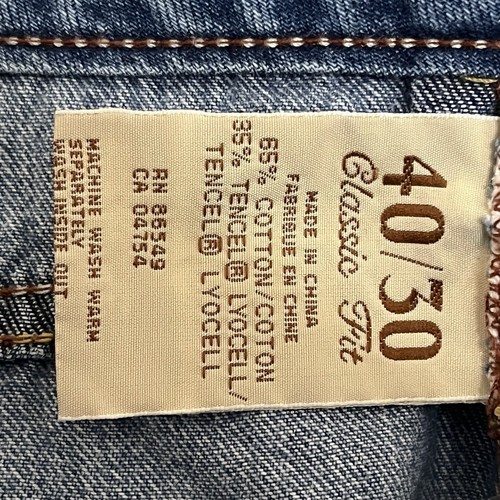 40/30
Classic Fit
MADE IN CHINA
FABRIQUE EN CHINE
65% COTTON/COTON
35% TENCEL® LYOCELL/
TENCEL® LYOCELL
RN 86549
CA 04754
MACHINE WASH WARM
SEPARATELY
WASH INSIDE OUT